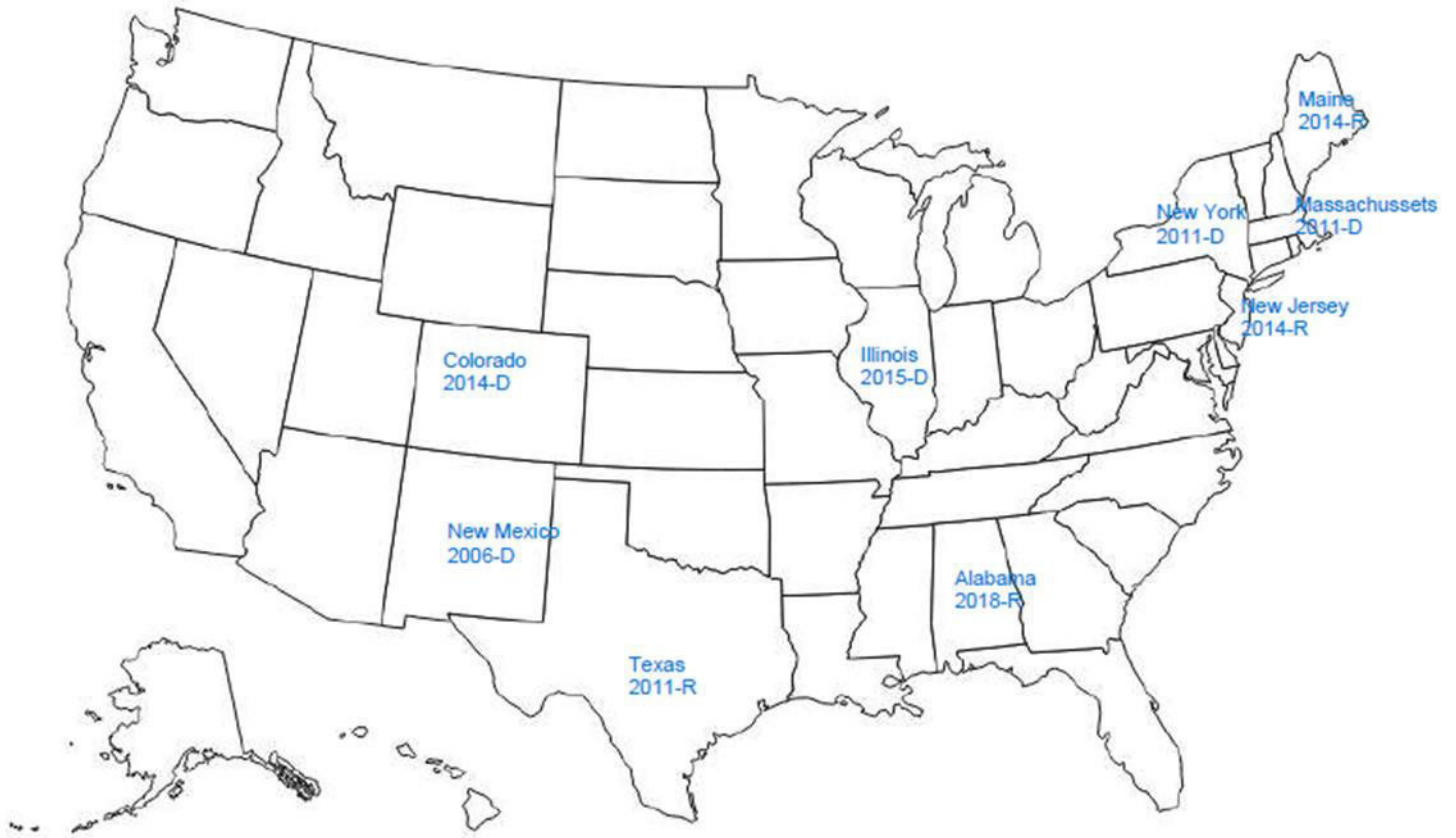 Maine
2014-R
New York
2011-D
Massachussets
2011-D
New Jersey
2014-R
Colorado
2014-D
Illinois
2015-D
New Mexico
2006-D
Alabama
2018-R
Texas
2011-R